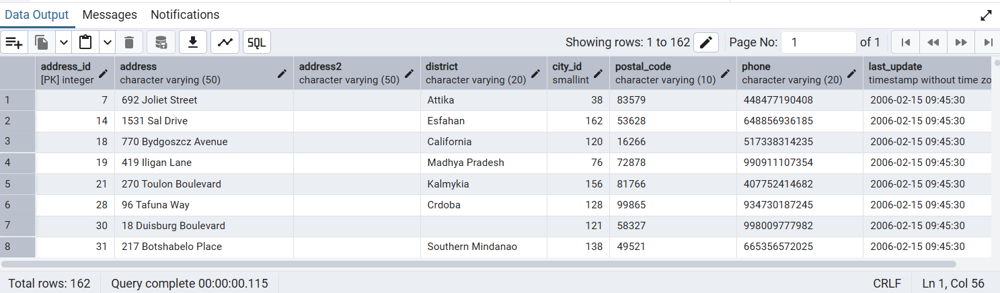 Data Output Messages Notifications
SQL Showing rows: 1 to 162 Page No: 1 of 1
address_id address address2 district city_id postal_code phone last_update
[PK] integer character varying (50) character varying (50) character varying (20) smallint character varying (10) character varying (20) timestamp without time zo
1 7 692 Joliet Street Attika 38 83579 448477190408 2006-02-15 09:45:30
2 14 1531 Sal Drive Esfahan 162 53628 648856936185 2006-02-15 09:45:30
3 18 770 Bydgoszcz Avenue California 120 16266 517338314235 2006-02-15 09:45:30
4 19 419 Iligan Lane Madhya Pradesh 76 72878 990911107354 2006-02-15 09:45:30
5 21 270 Toulon Boulevard Kalmykia 156 81766 407752414682 2006-02-15 09:45:30
6 28 96 Tafuna Way Crdoba 128 99865 934730187245 2006-02-15 09:45:30
7 30 18 Duisburg Boulevard 121 58327 998009777982 2006-02-15 09:45:30
8 31 217 Botshabelo Place Southern Mindanao 138 49521 665356572025 2006-02-15 09:45:30
Total rows: 162 Query complete 00:00:00.115 CRLF Ln 1, Col 56